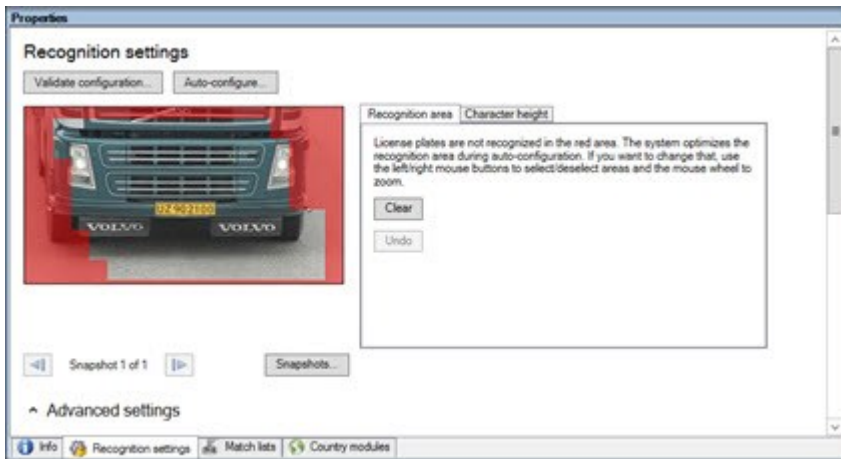 Properties
Recognition settings
Validate configuration...
Auto-configure...
Recognition area
Character height
License plates are not recognized in the red area. The system optimizes the
recognition area during auto-configuration. If you want to change that, use
the left/right mouse buttons to select/deselect areas and the mouse wheel to
zoom.
Clear
Undo
UZ 902100
VOLVO
VOLVO
Snapshot 1 of 1
Snapshots...
Advanced settings
Info
Recognition settings
Match lists
Country modules